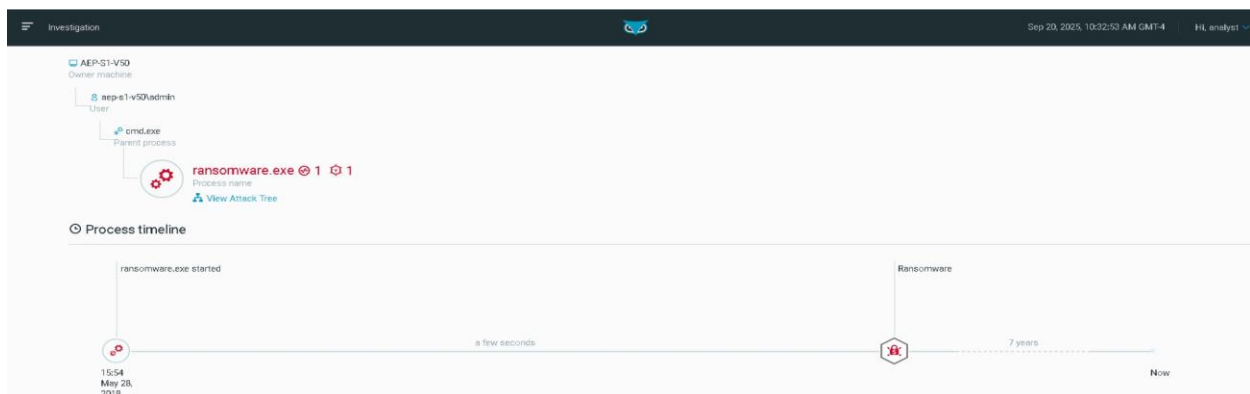 Investigation
Sep 20, 2025, 10:32:53 AM GMT-4
Hi, analyst
AEP-S1-V50
Owner machine
aep-s1-v50\admin
User
cmd.exe
Parent process
ransomware.exe 1 1
Process name
View Attack Tree
Process timeline
ransomware.exe started
Ransomware
a few seconds
7 years
15:54
May 28,
2018
Now